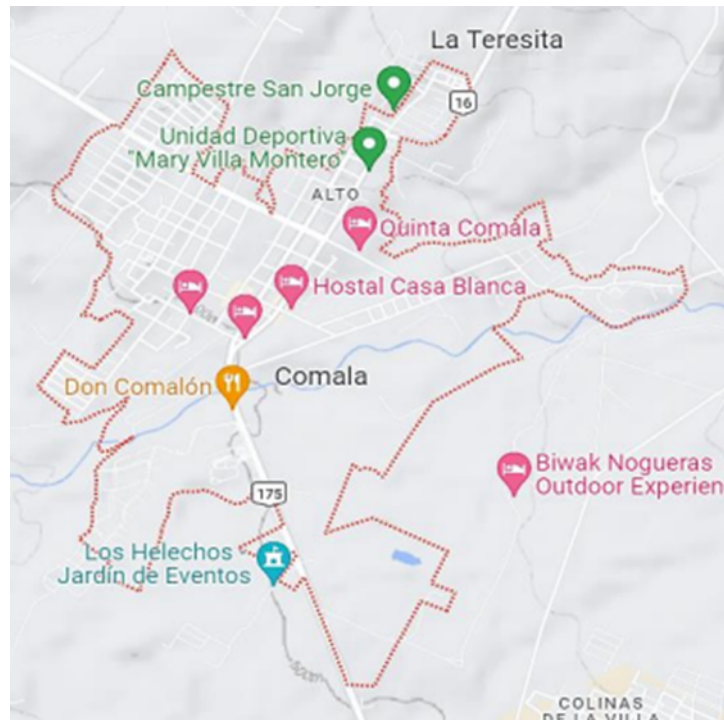 La Teresita
Campestre San Jorge
16
Unidad Deportiva
"Mary Villa Montero"
ALTO
Quinta Comala
Hostal Casa Blanca
Don Comalón
Comala
Biwak Nogueras
Outdoor Experien
175
Los Helechos -
Jardín de Eventos
COLINAS
DE LA VILLA